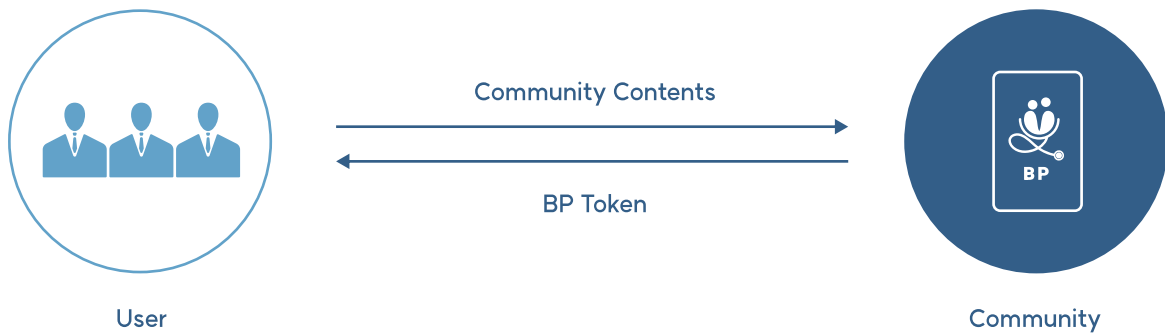 Community Contents
BP Token
BP
User
Community